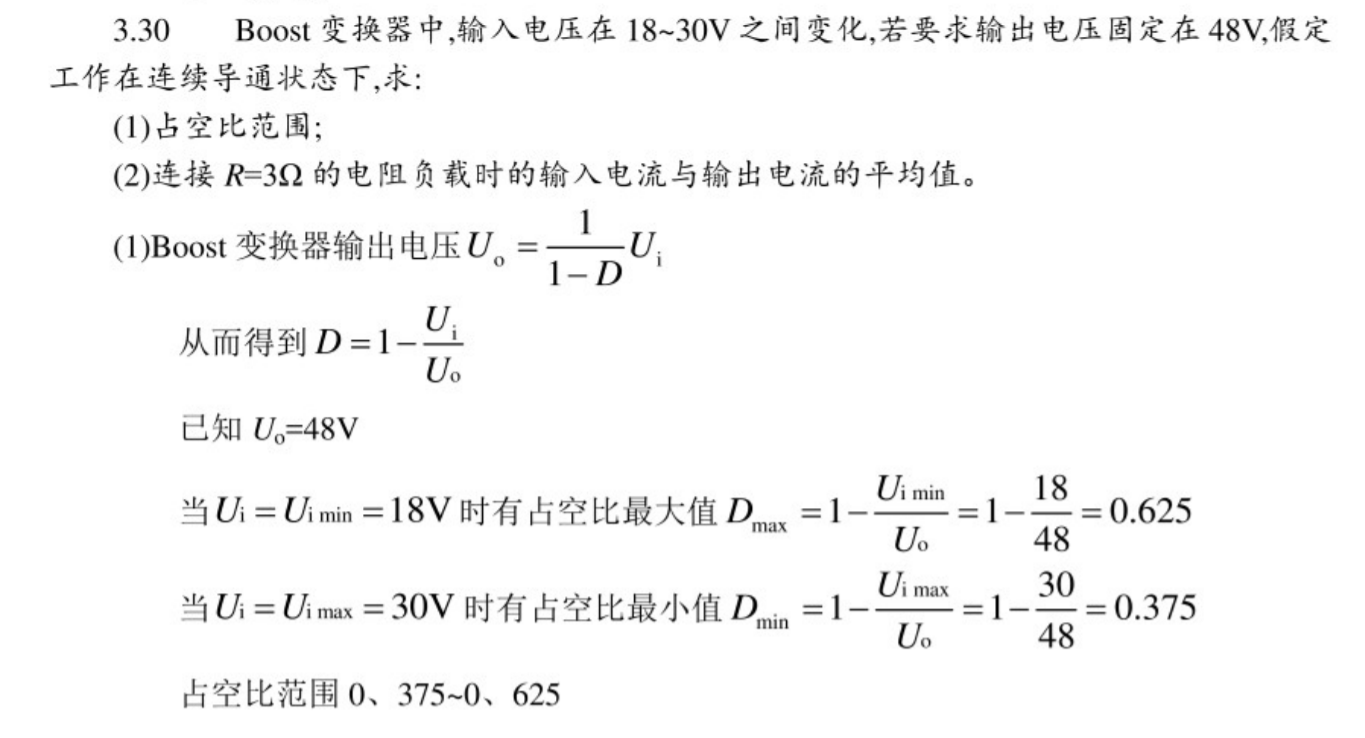 3.30 Boost 变换器中,输入电压在 18~30V 之间变化,若要求输出电压固定在 48V,假定
工作在连续导通状态下,求:
(1)占空比范围;
(2)连接 R=3Ω 的电阻负载时的输入电流与输出电流的平均值。
(1)Boost 变换器输出电压 U_o = \frac{1}{1-D} U_i
从而得到 D = 1 - \frac{U_i}{U_o}
已知 U_o=48V
当 U_i = U_{i min} = 18V 时有占空比最大值 D_{max} = 1 - \frac{U_{i min}}{U_o} = 1 - \frac{18}{48} = 0.625
当 U_i = U_{i max} = 30V 时有占空比最小值 D_{min} = 1 - \frac{U_{i max}}{U_o} = 1 - \frac{30}{48} = 0.375
占空比范围 0、375~0、625